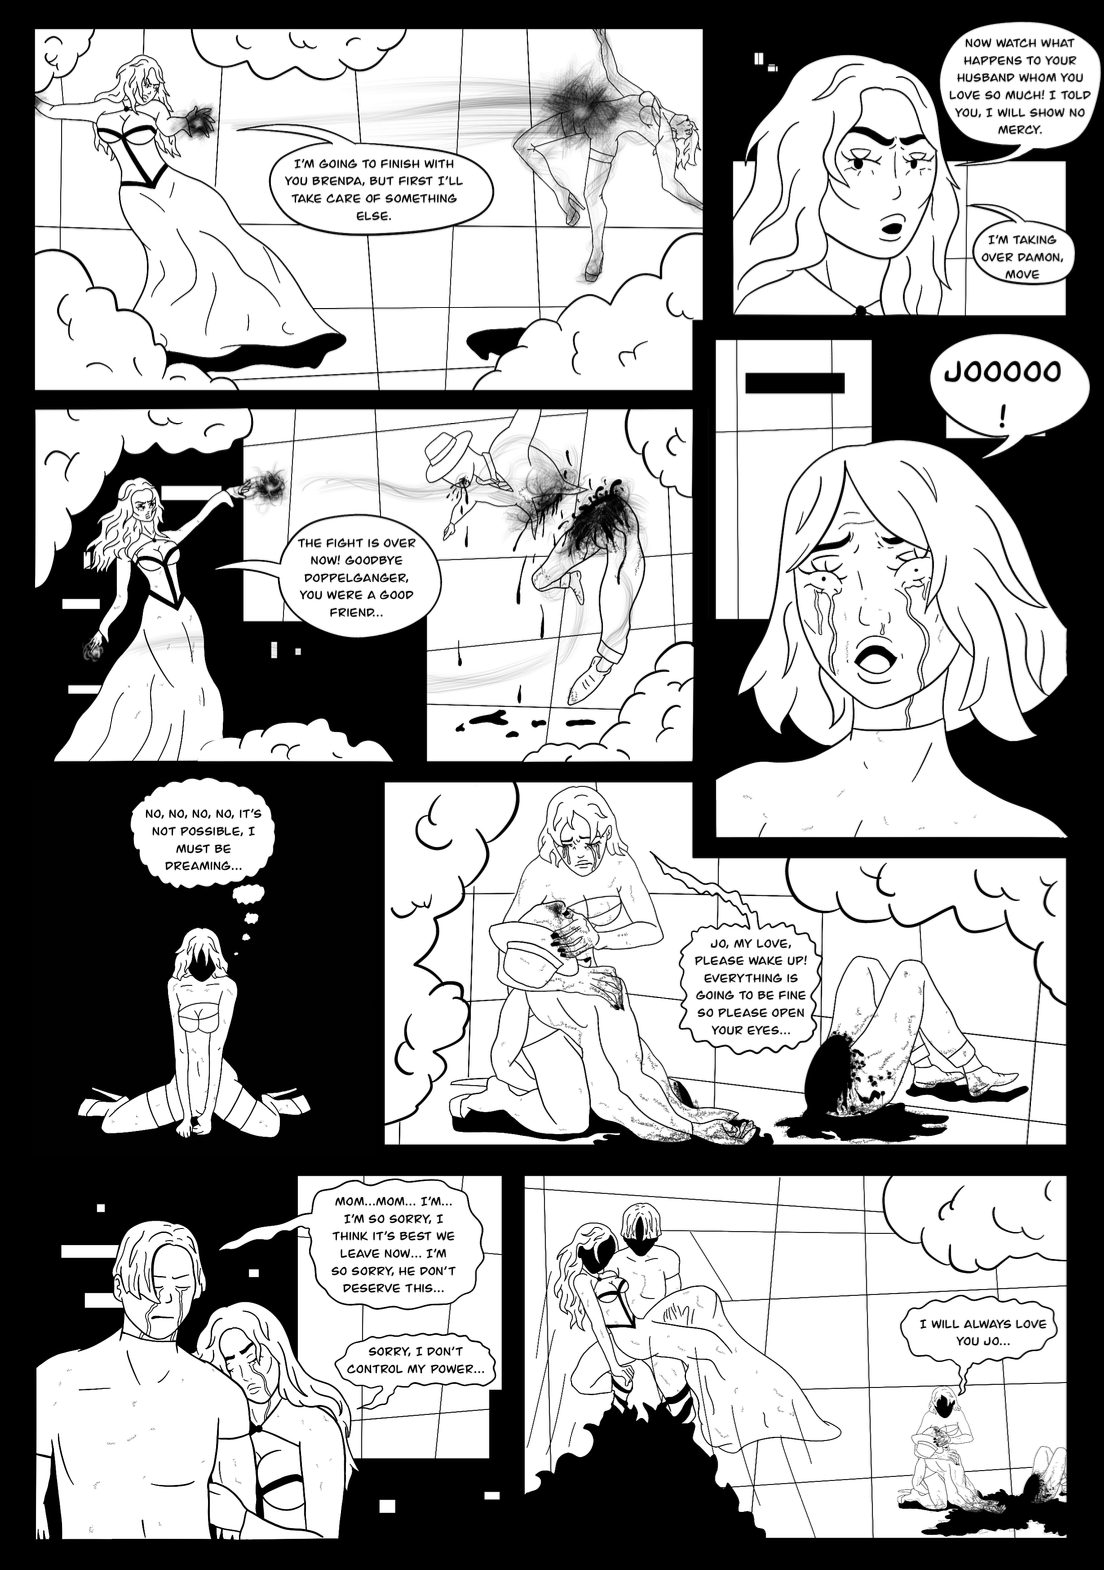 I'M GOING TO FINISH WITH
YOU BRENDA, BUT FIRST I'LL
TAKE CARE OF SOMETHING
ELSE.
NOW WATCH WHAT
HAPPENS TO YOUR
HUSBAND WHOM YOU
LOVE SO MUCH! I TOLD
YOU, I WILL SHOW NO
MERCY.
I'M TAKING
OVER DAMON,
MOVE
THE FIGHT IS OVER
NOW! GOODBYE
DOPPELGANGER,
YOU WERE A GOOD
FRIEND...
JOOOOO
!
NO, NO, NO, NO, IT'S
NOT POSSIBLE, I
MUST BE
DREAMING...
JO, MY LOVE,
PLEASE WAKE UP!
EVERYTHING IS
GOING TO BE FINE
SO PLEASE OPEN
YOUR EYES...
MOM...MOM... I'M...
I'M SO SORRY, I
THINK IT'S BEST WE
LEAVE NOW... I'M
SO SORRY, HE DON'T
DESERVE THIS...
SORRY, I DON'T
CONTROL MY POWER...
I WILL ALWAYS LOVE
YOU JO...